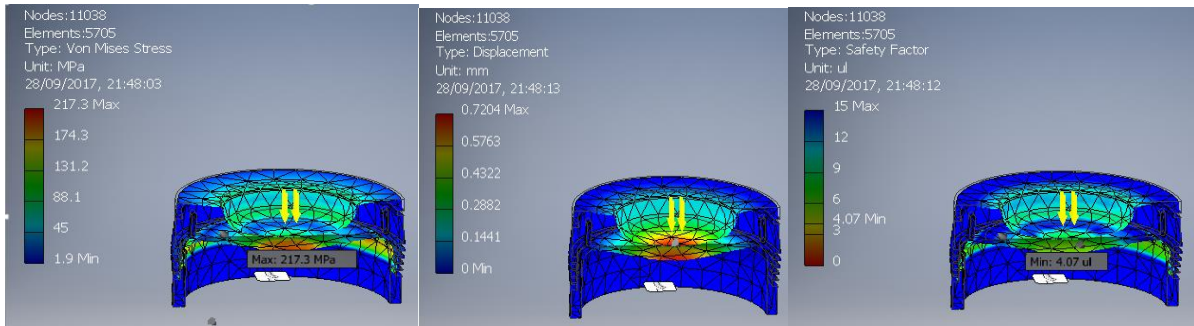 Nodes:11038
Elements:5705
Type: Von Mises Stress
Unit: MPa
28/09/2017, 21:48:03
217.3 Max
174.3
131.2
88.1
45
1.9 Min
Max: 217.3 MPa
Nodes:11038
Elements:5705
Type: Displacement
Unit: mm
28/09/2017, 21:48:13
0.7204 Max
0.5763
0.4322
0.2882
0.1441
0 Min
Nodes:11038
Elements:5705
Type: Safety Factor
Unit: ul
28/09/2017, 21:48:12
15 Max
12
9
6
4.07 Min
3
0
Min: 4.07 ul